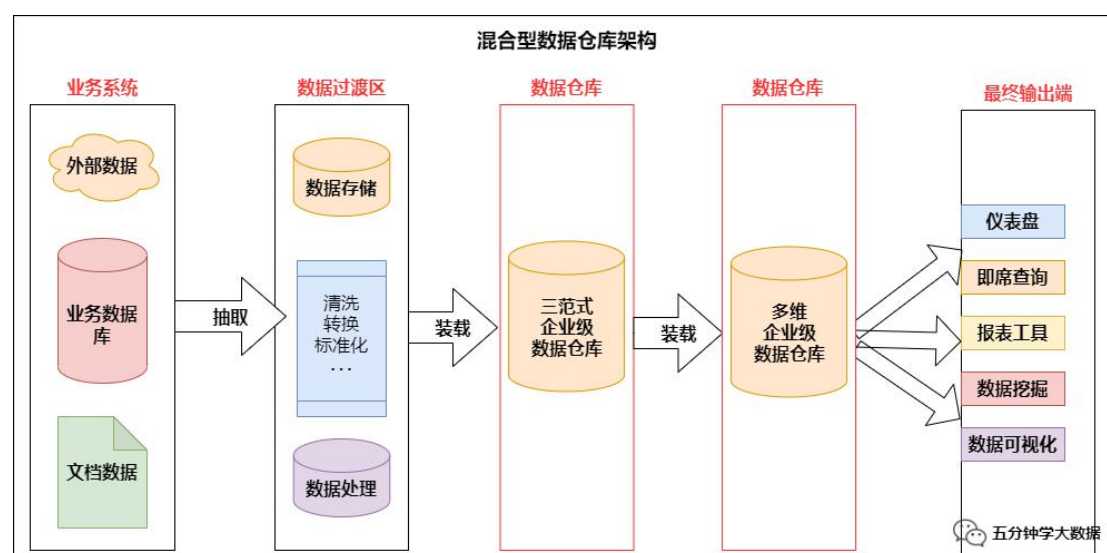 混合型数据仓库架构
业务系统
外部数据
业务数据
库
文档数据
抽取
数据过渡区
数据存储
清洗
转换
标准化
...
数据处理
装载
数据仓库
三范式
企业级
数据仓库
装载
数据仓库
多维
企业级
数据仓库
最终输出端
仪表盘
即席查询
报表工具
数据挖掘
数据可视化
五分钟学大数据